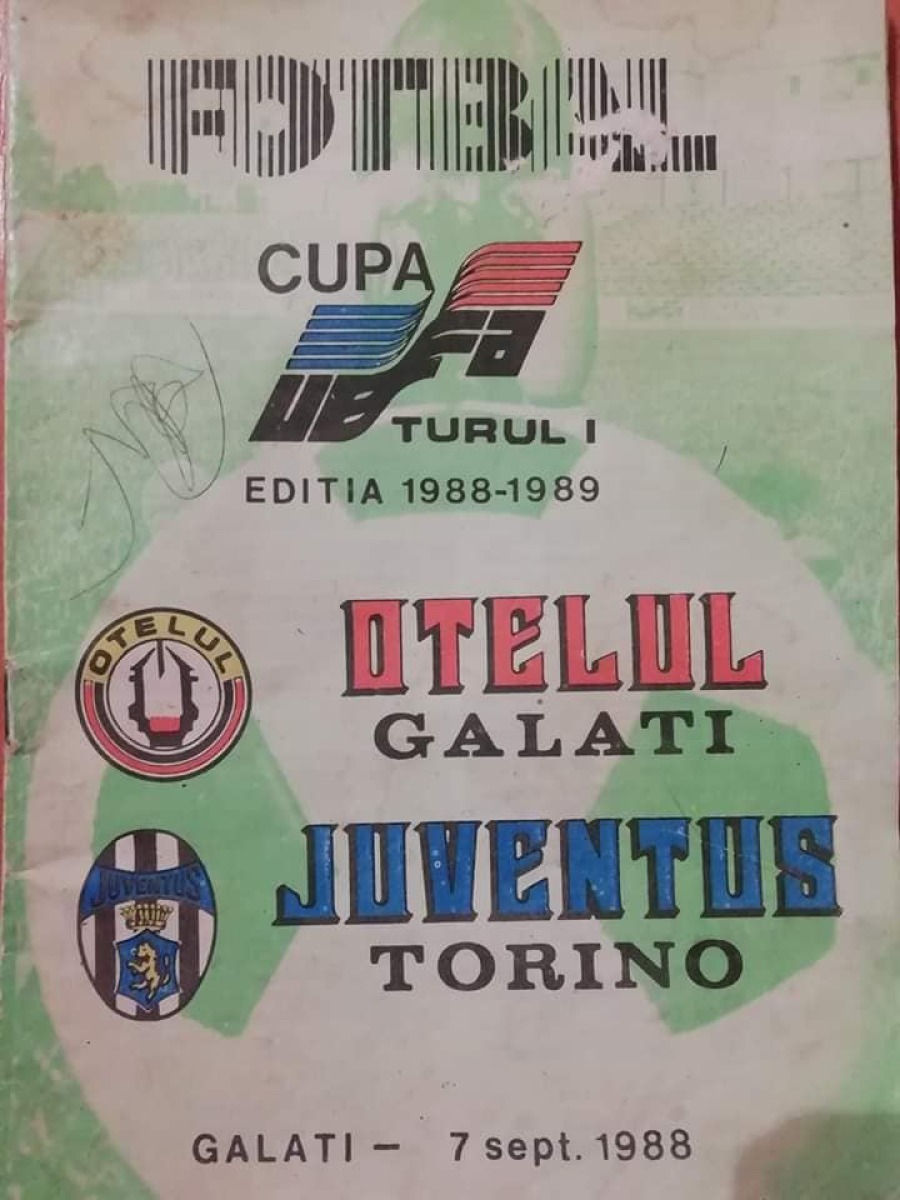 FOTBAL
CUPA
UEFA
TURUL I
EDITIA 1988-1989
OTELUL
OTELUL
GALATI
JUVENTUS
JUVENTUS
TORINO
GALATI - 7 sept. 1988